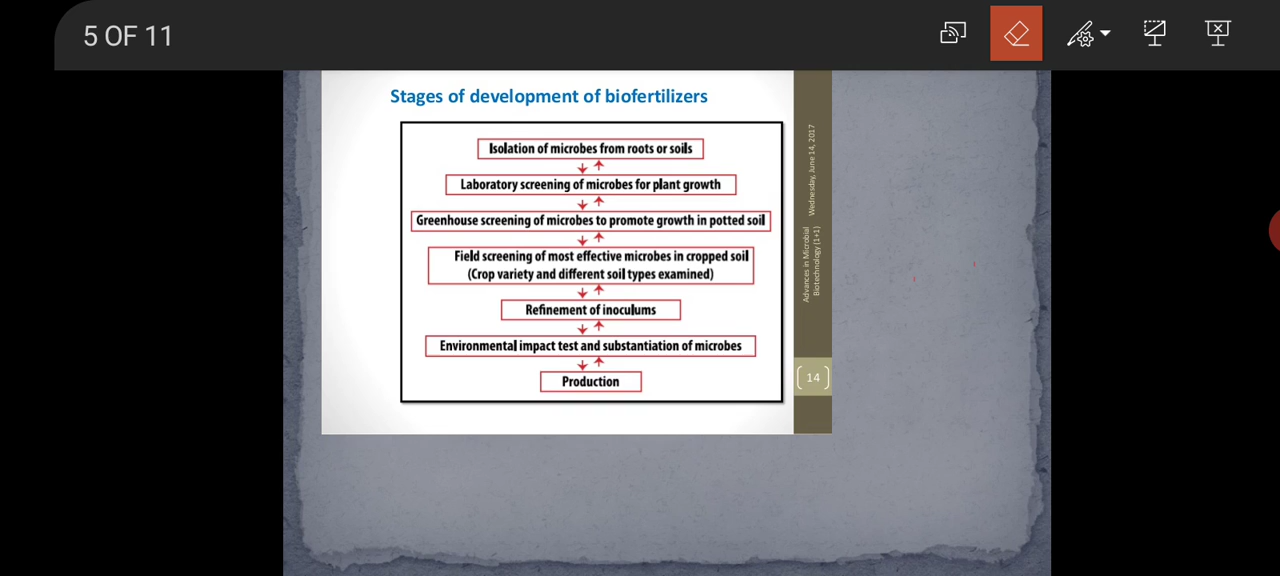 5 OF 11
Stages of development of biofertilizers
Isolation of microbes from roots or soils
Laboratory screening of microbes for plant growth
Greenhouse screening of microbes to promote growth in potted soil
Field screening of most effective microbes in cropped soil
(Crop variety and different soil types examined)
Refinement of inoculums
Environmental impact test and substantiation of microbes
Production
Wednesday, June 14, 2017
Advances in Microbial
Biotechnology (1+1)
14